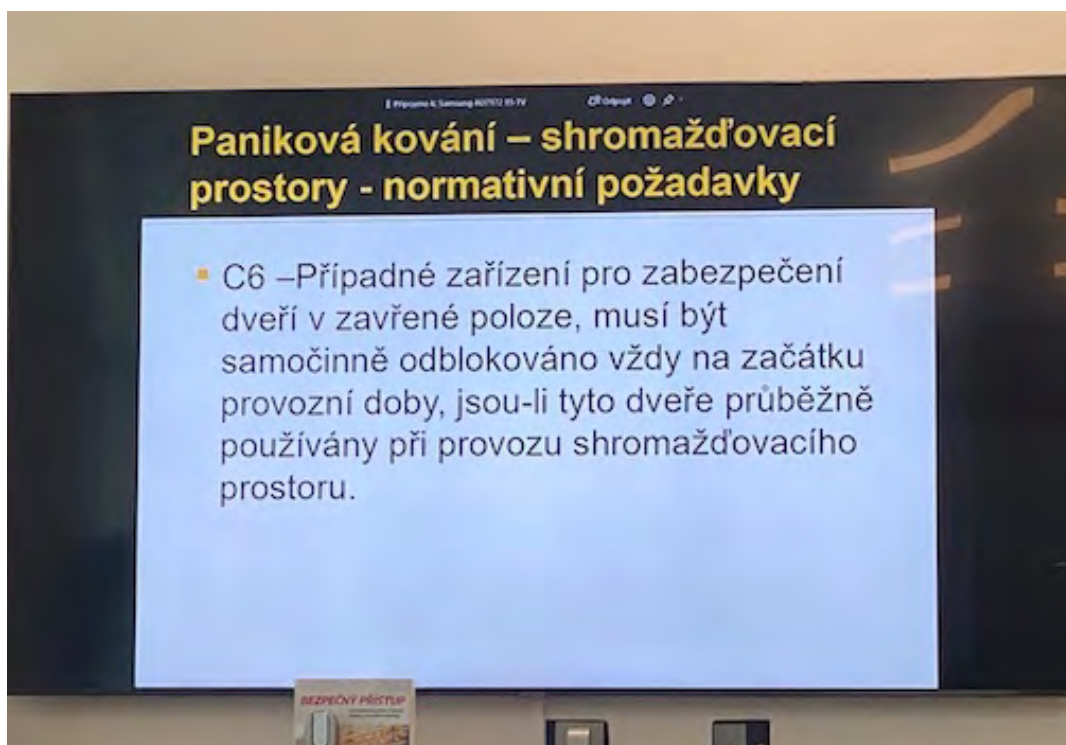 Odpojit
Paniková kování – shromažďovací
prostory - normativní požadavky
C6 –Případné zařízení pro zabezpečení
dveří v zavřené poloze, musí být
samočinně odblokováno vždy na začátku
provozní doby, jsou-li tyto dveře průběžně
používány při provozu shromažďovacího
prostoru.
BEZPEČNÝ PŘÍSTUP